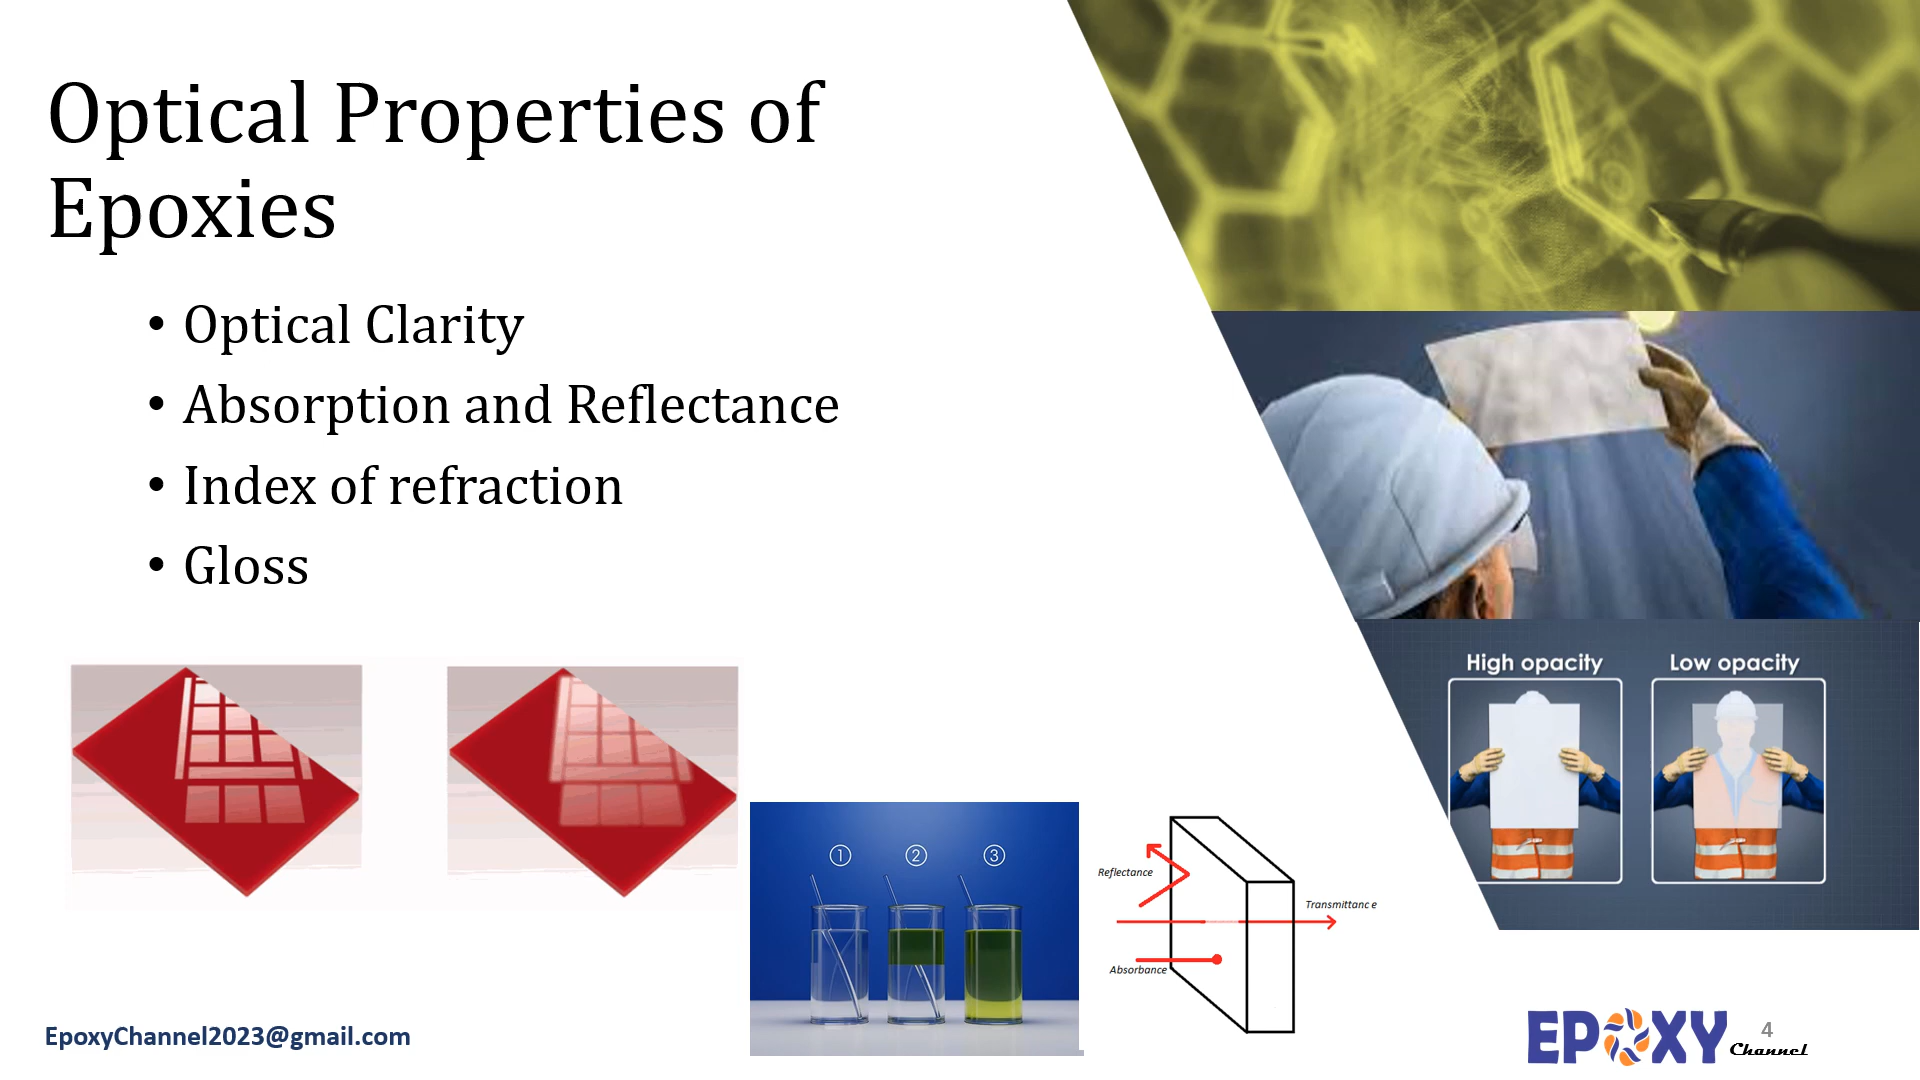 Optical Properties of
Epoxies
• Optical Clarity
• Absorption and Reflectance
• Index of refraction
• Gloss
High opacity
Low opacity
1
2
3
Reflectance
Transmittanc e
Absorbance
EpoxyChannel2023@gmail.com
EPOXY
Channel
4